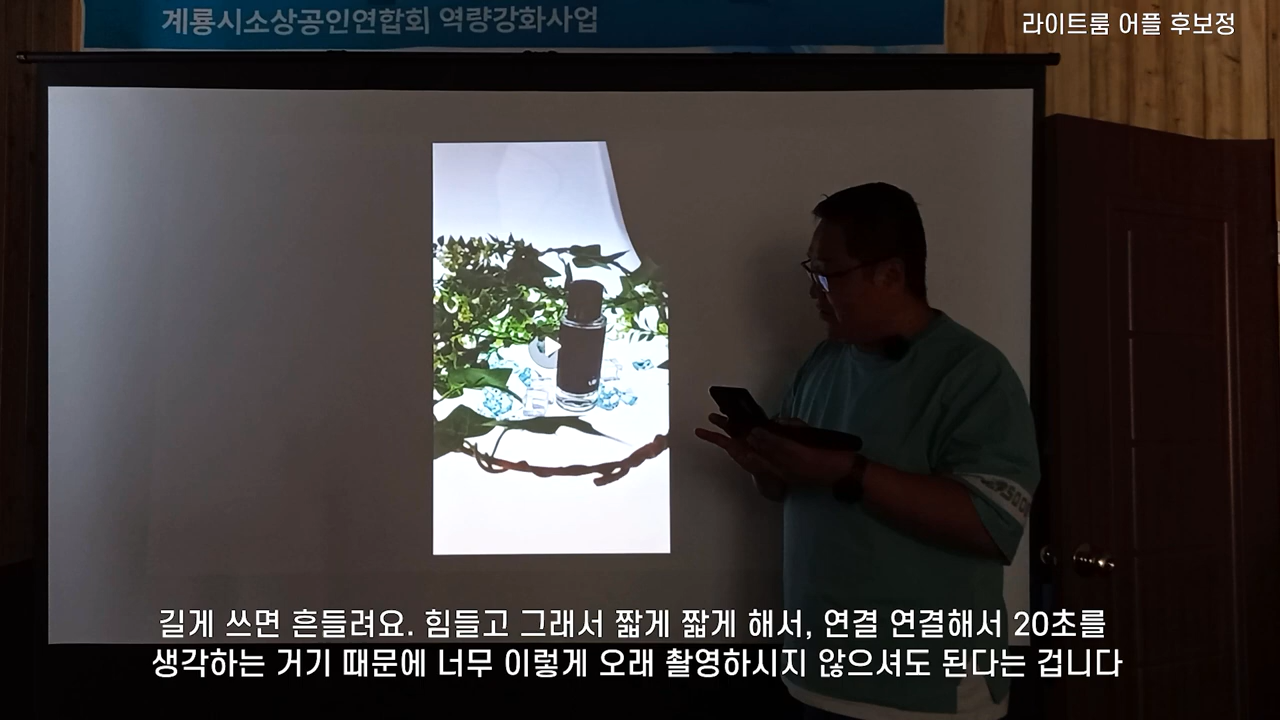 계룡시소상공인연합회 역량강화사업
라이트룸 어플 후보정
길게 쓰면 흔들려요. 힘들고 그래서 짧게 짧게 해서, 연결 연결해서 20초를
생각하는 거기 때문에 너무 이렇게 오래 촬영하시지 않으셔도 된다는 겁니다